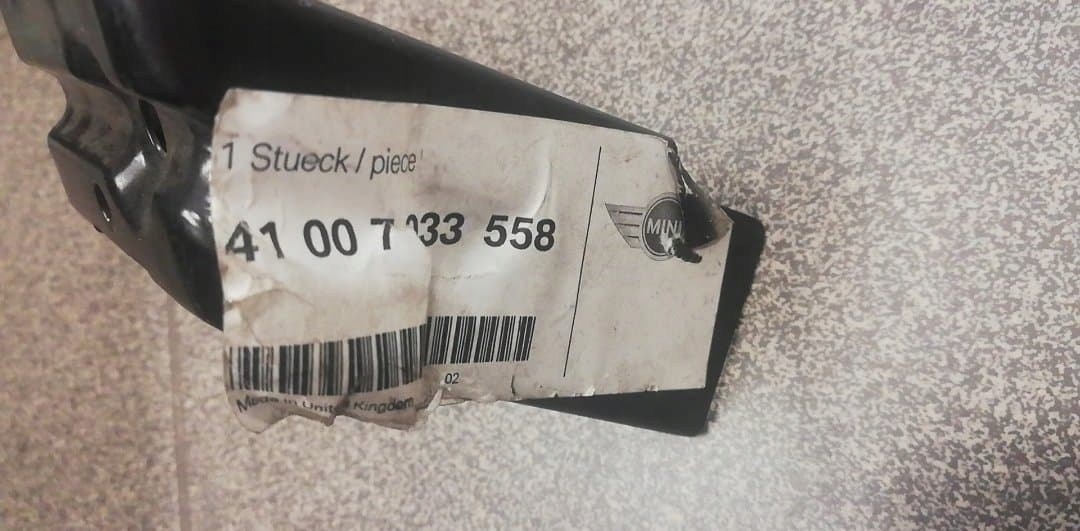 1 Stueck / piece
41 00 7 033 558
MINI
02
Made in United Kingdom